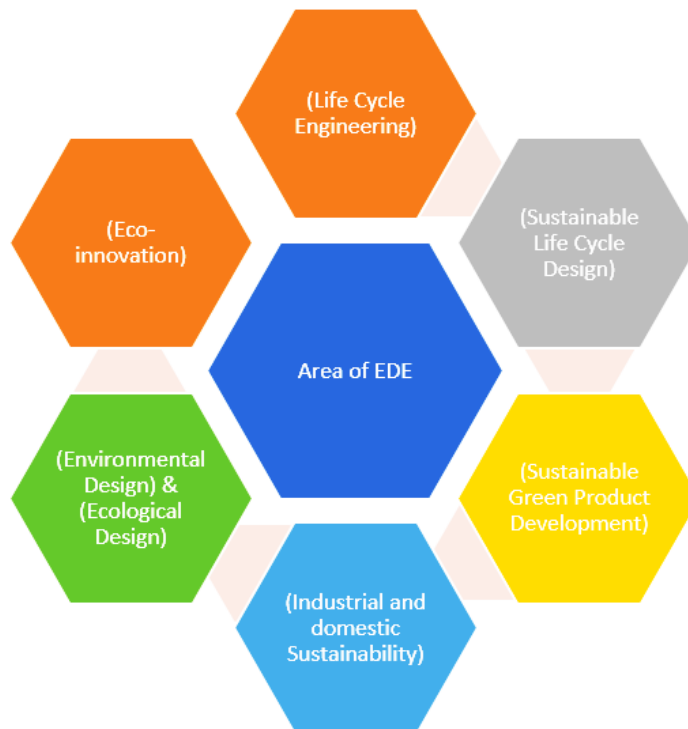 (Life Cycle
Engineering)
(Eco-
innovation)
(Sustainable
Life Cycle
Design)
Area of EDE
(Environmental
Design) &
(Ecological
Design)
(Sustainable
Green Product
Development)
(Industrial and
domestic
Sustainability)